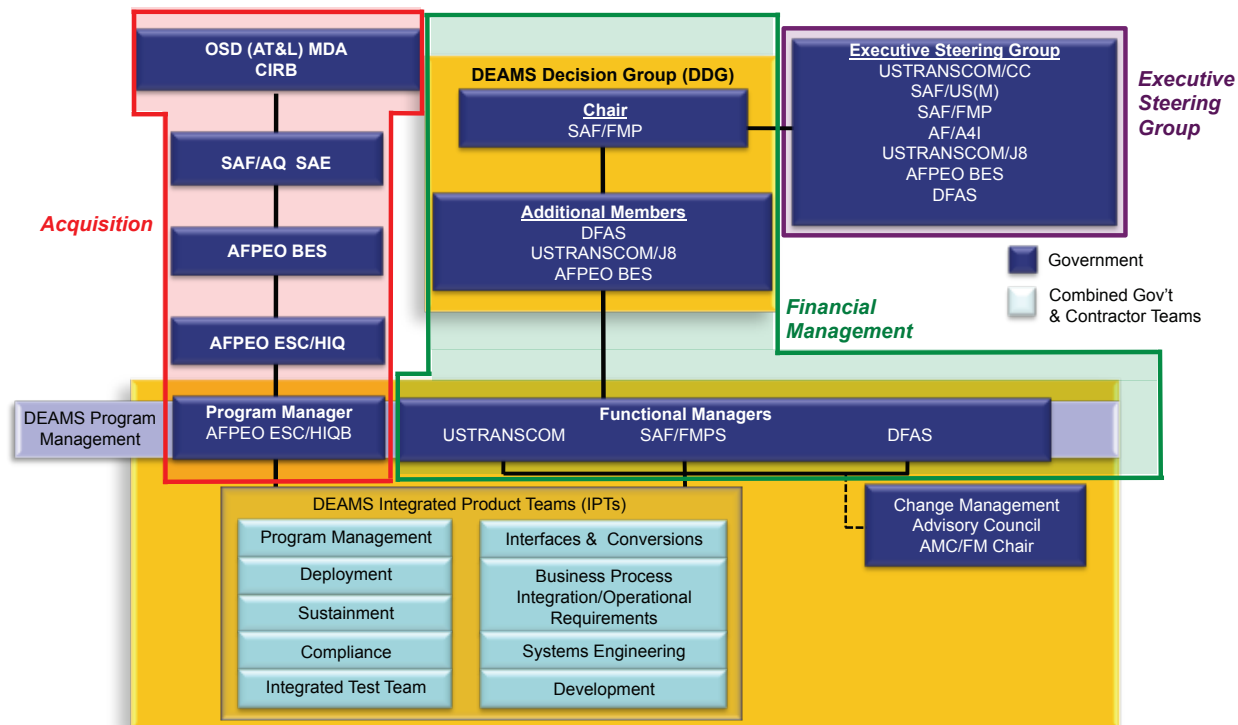 OSD (AT&L) MDA
CIRB
SAF/AQ  SAE
Acquisition
AFPEO BES
AFPEO ESC/HIQ
DEAMS Decision Group (DDG)
Chair
SAF/FMP
Additional Members
DFAS
USTRANSCOM/J8
AFPEO BES
Executive Steering Group
USTRANSCOM/CC
SAF/US(M)
SAF/FMP
AF/A4I
USTRANSCOM/J8
AFPEO BES
DFAS
Executive
Steering
Group
Government
Combined Gov't
& Contractor Teams
Financial
Management
DEAMS Program
Management
Program Manager
AFPEO ESC/HIQB
Functional Managers
USTRANSCOM
SAF/FMPS
DFAS
DEAMS Integrated Product Teams (IPTs)
Program Management
Deployment
Sustainment
Compliance
Integrated Test Team
Interfaces &  Conversions
Business Process
Integration/Operational
Requirements
Systems Engineering
Development
Change Management
Advisory Council
AMC/FM Chair